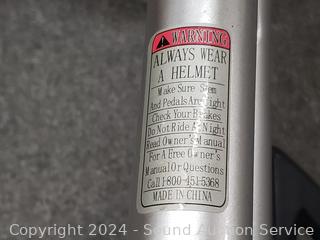 WARNING
ALWAYS WEAR
A HELMET
Make Sure Stem
And Pedals Are Tight
Check Your Brakes
Do Not Ride At Night
Read Owner's Manual
For A Free Owner's
Manual Or Questions
Call 1-800-451-5368
MADE IN CHINA
Copyright 2024 - Sound Auction Service